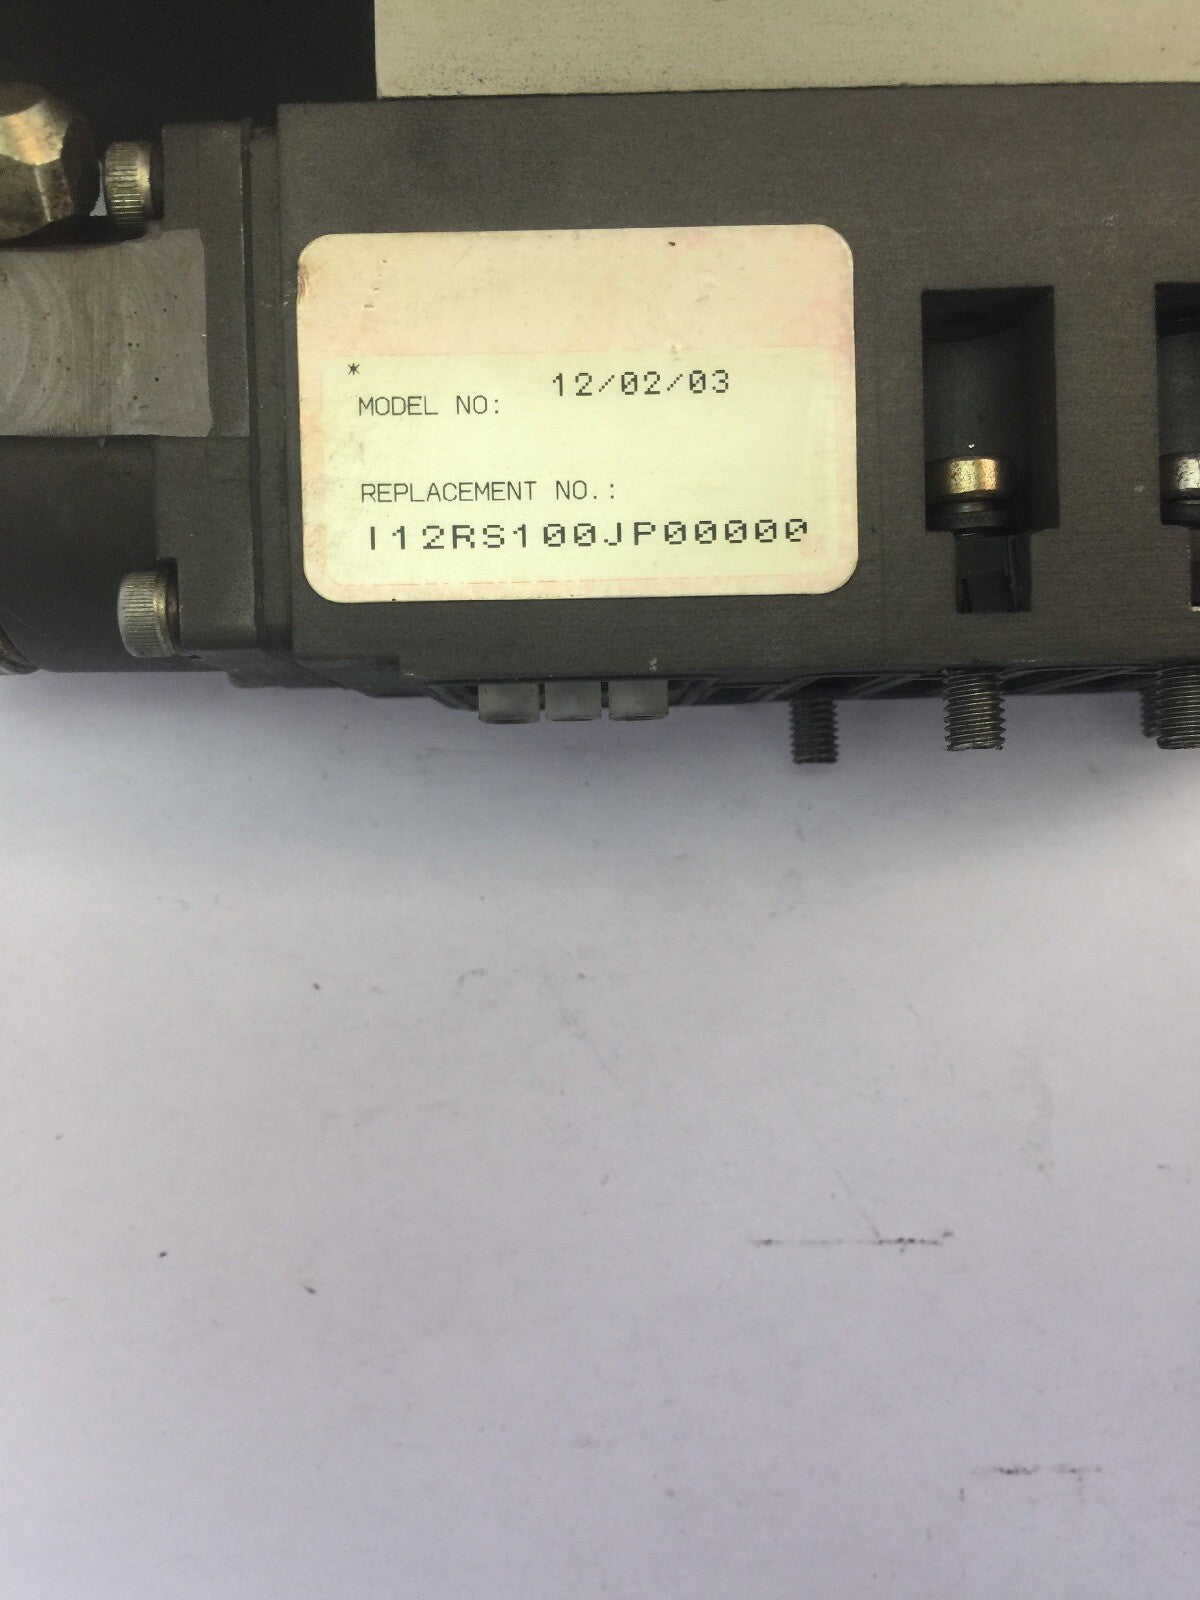 *
12/02/03
MODEL NO:
REPLACEMENT NO.:
I12RS100JP00000